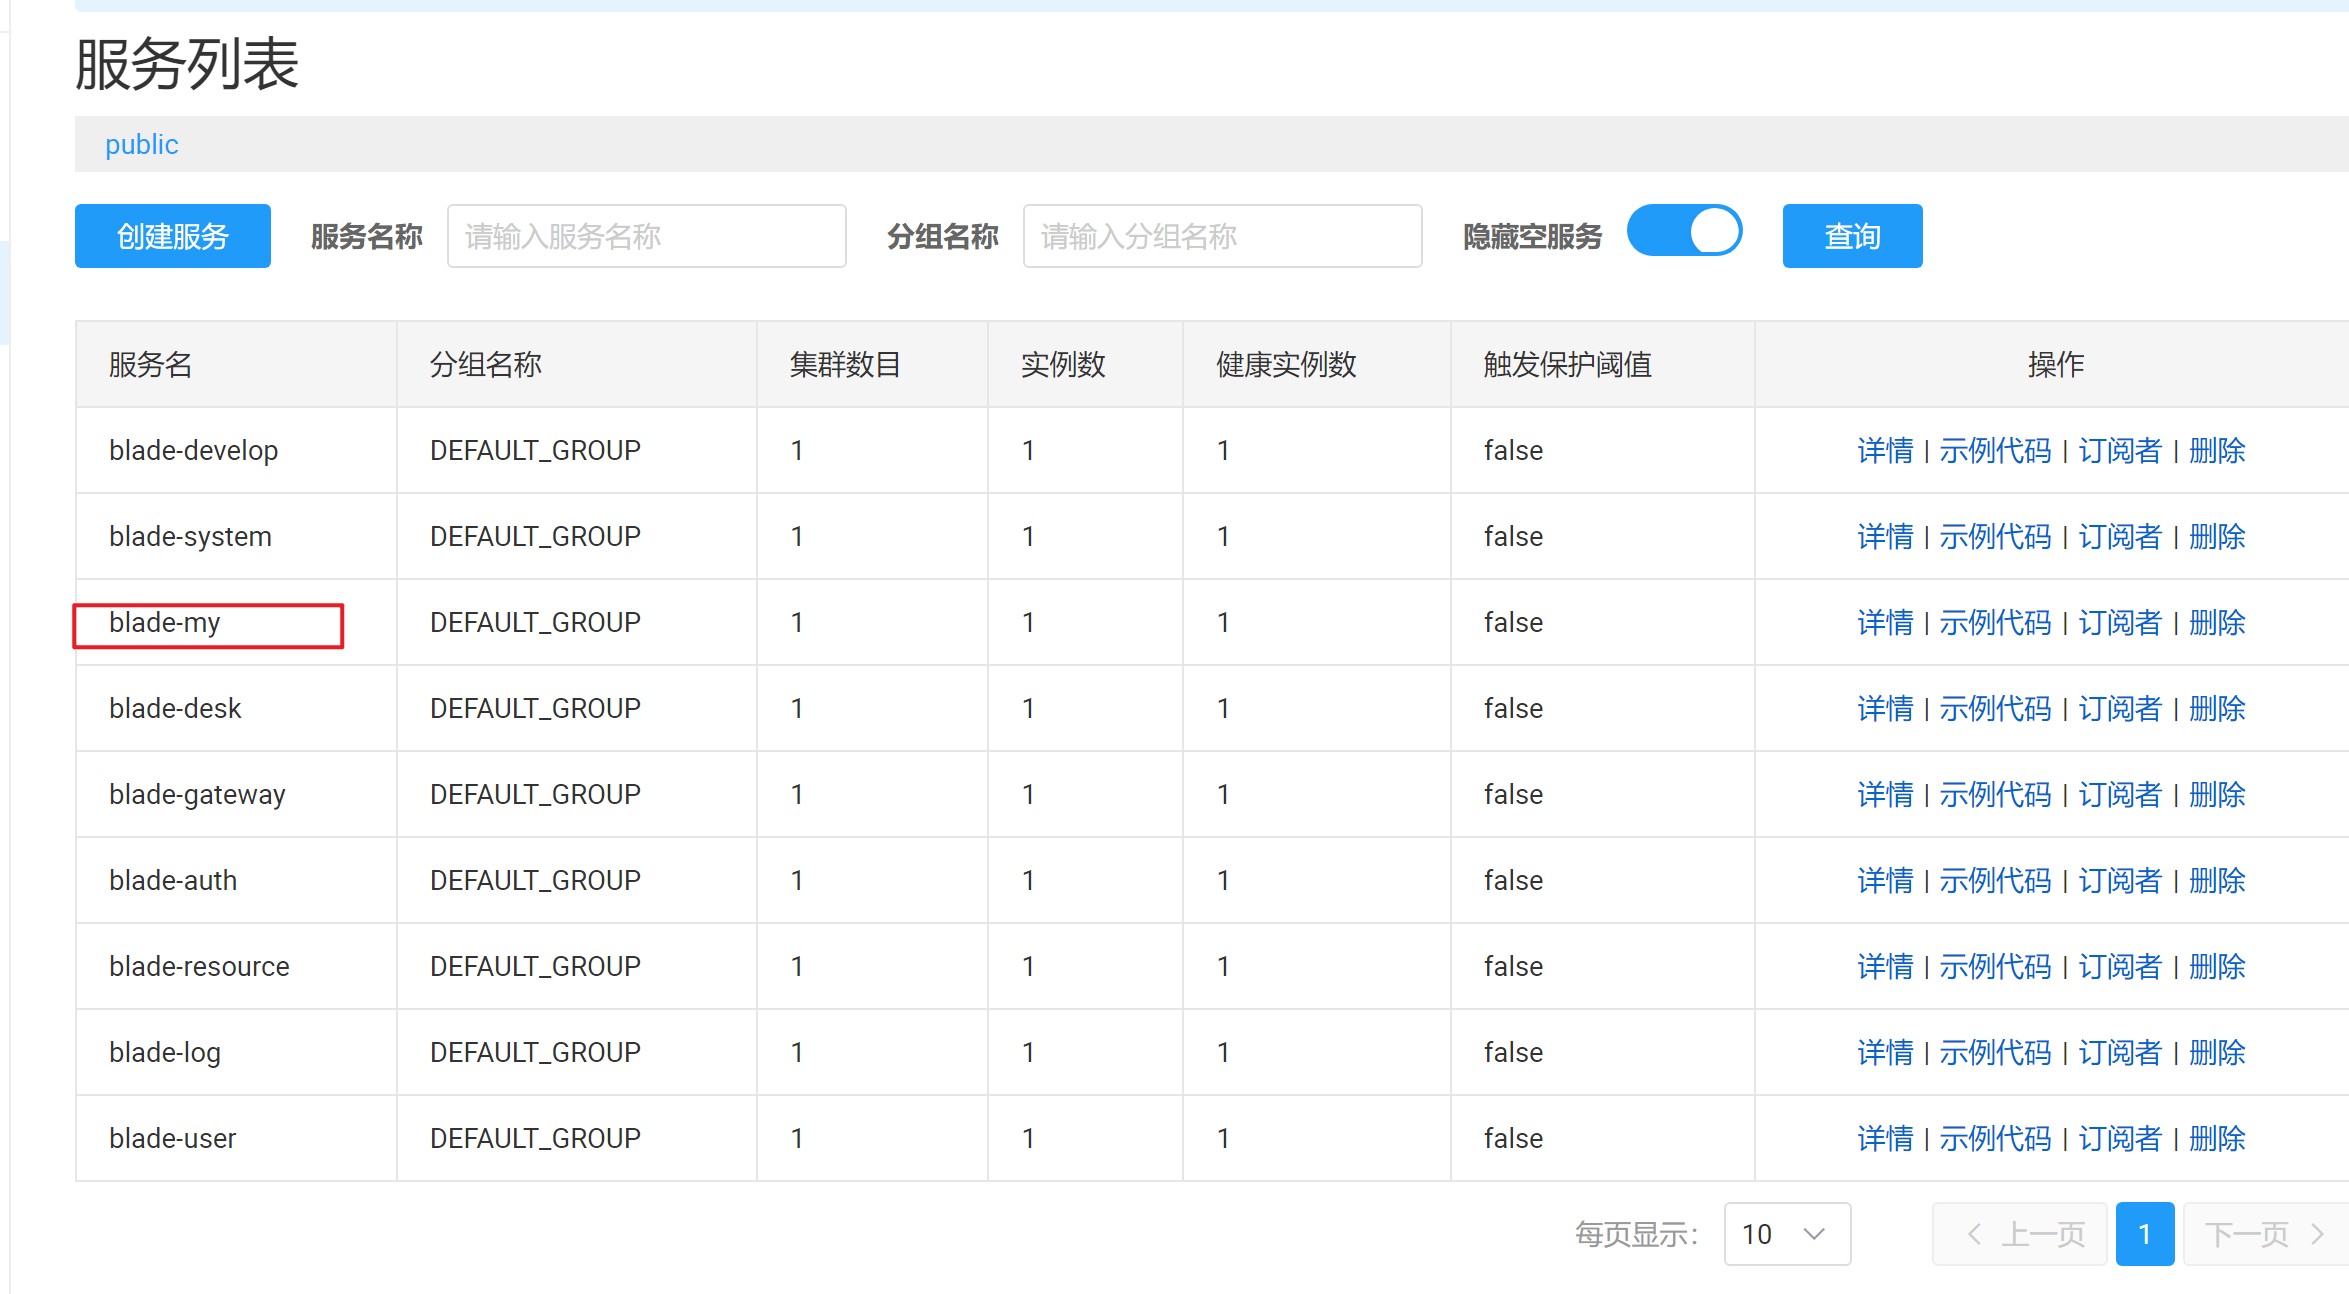 服务列表
public
创建服务 服务名称 请输入服务名称 分组名称 请输入分组名称 隐藏空服务 查询
服务名 分组名称 集群数目 实例数 健康实例数 触发保护阈值 操作
blade-develop DEFAULT_GROUP 1 1 1 false 详情 | 示例代码 | 订阅者 | 删除
blade-system DEFAULT_GROUP 1 1 1 false 详情 | 示例代码 | 订阅者 | 删除
blade-my DEFAULT_GROUP 1 1 1 false 详情 | 示例代码 | 订阅者 | 删除
blade-desk DEFAULT_GROUP 1 1 1 false 详情 | 示例代码 | 订阅者 | 删除
blade-gateway DEFAULT_GROUP 1 1 1 false 详情 | 示例代码 | 订阅者 | 删除
blade-auth DEFAULT_GROUP 1 1 1 false 详情 | 示例代码 | 订阅者 | 删除
blade-resource DEFAULT_GROUP 1 1 1 false 详情 | 示例代码 | 订阅者 | 删除
blade-log DEFAULT_GROUP 1 1 1 false 详情 | 示例代码 | 订阅者 | 删除
blade-user DEFAULT_GROUP 1 1 1 false 详情 | 示例代码 | 订阅者 | 删除
每页显示: 10 上一页 1 下一页